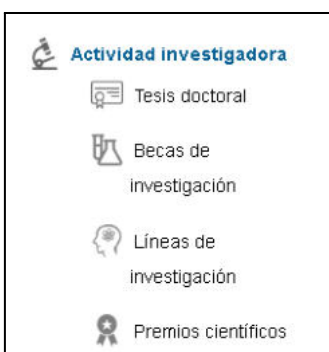 Actividad investigadora
Tesis doctoral
Becas de
investigación
Líneas de
investigación
Premios científicos